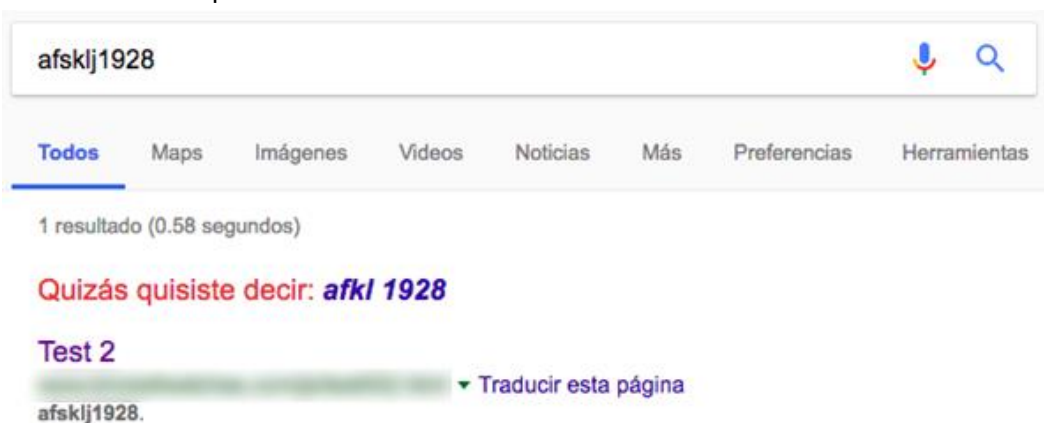 afsklj1928
Todos Maps Imágenes Videos Noticias Más Preferencias Herramientas
1 resultado (0.58 segundos)
Quizás quisiste decir: afkl 1928
Test 2
Traducir esta página
afsklj1928.